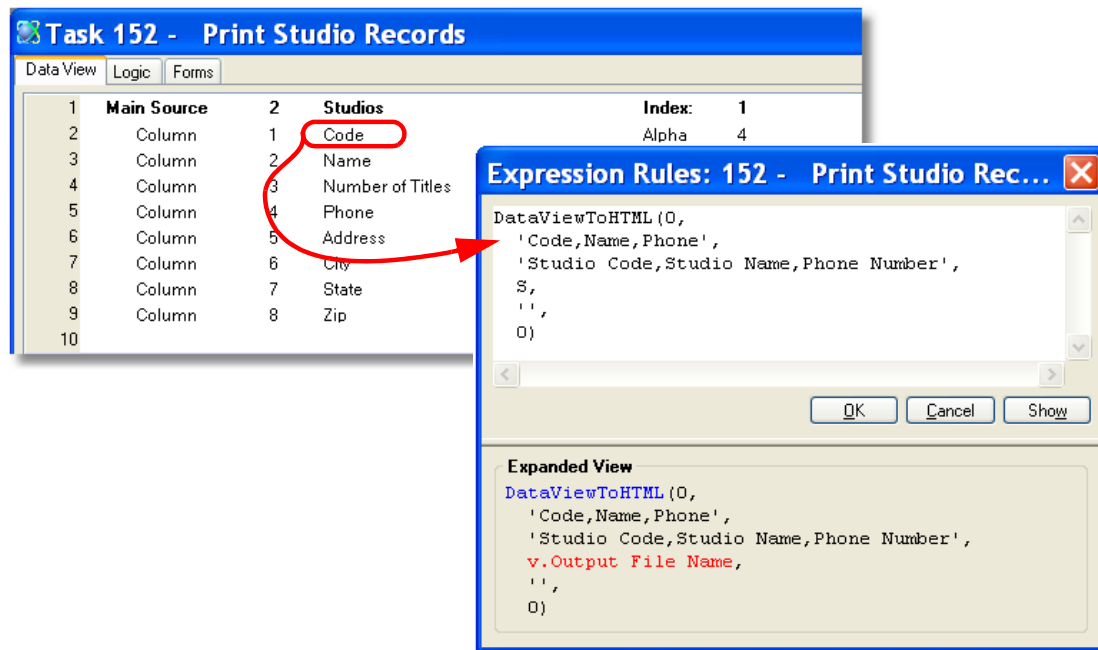 Task 152 - Print Studio Records
Data View Logic Forms
1 Main Source 2 Studios Index: 1
2 Column 1 Code Alpha 4
3 Column 2 Name
4 Column 3 Number of Titles
5 Column 4 Phone
6 Column 5 Address
7 Column 6 City
8 Column 7 State
9 Column 8 Zip
10
Expression Rules: 152 - Print Studio Rec...
DataViewToHTML(0,
'Code,Name,Phone',
'Studio Code,Studio Name,Phone Number',
S,
'',
0)
OK Cancel Show
Expanded View
DataViewToHTML(0,
'Code,Name,Phone',
'Studio Code,Studio Name,Phone Number',
v.Output File Name,
'',
0)